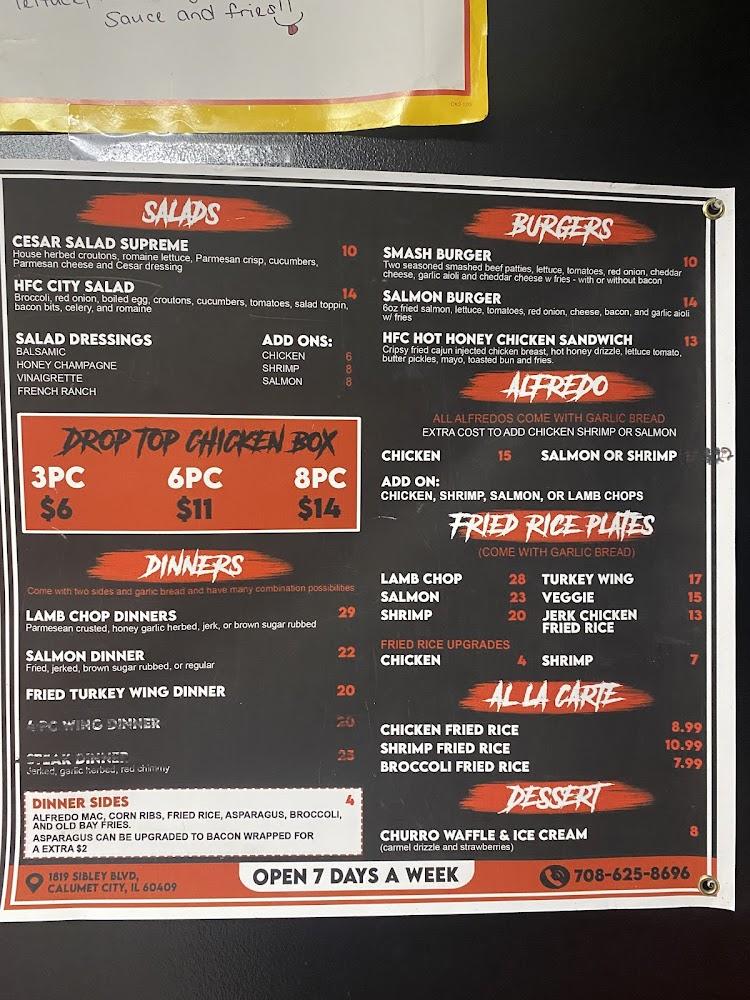 Sauce and fries!!
SALADS
CESAR SALAD SUPREME 10
House herbed croutons, romaine lettuce, Parmesan crisp, cucumbers,
Parmesan cheese and Cesar dressing
HFC CITY SALAD 14
Broccoli, red onion, boiled egg, croutons, cucumbers, tomatoes, salad toppin,
bacon bits, celery, and romaine
SALAD DRESSINGS
BALSAMIC
HONEY CHAMPAGNE
VINAIGRETTE
FRENCH RANCH
ADD ONS:
CHICKEN 6
SHRIMP 8
SALMON 8
DROP TOP CHICKEN BOX
3PC 6PC 8PC
$6 $11 $14
DINNERS
Come with two sides and garlic bread and have many combination possibilities
LAMB CHOP DINNERS 29
Parmesan crusted, honey garlic herbed, jerk, or brown sugar rubbed
SALMON DINNER 22
Fried, jerked, brown sugar rubbed, or regular
FRIED TURKEY WING DINNER 20
4 PC WING DINNER 20
STEAK DINNER 25
Jerked, garlic herbed, red chimmy
DINNER SIDES 4
ALFREDO MAC, CORN RIBS, FRIED RICE, ASPARAGUS, BROCCOLI,
AND OLD BAY FRIES.
ASPARAGUS CAN BE UPGRADED TO BACON WRAPPED FOR
A EXTRA $2
BURGERS
SMASH BURGER 10
Two seasoned smashed beef patties, lettuce, tomatoes, red onion, cheddar
cheese, garlic aioli and cheddar cheese w fries - with or without bacon
SALMON BURGER 14
6oz fried salmon, lettuce, tomatoes, red onion, cheese, bacon, and garlic aioli
w/ fries
HFC HOT HONEY CHICKEN SANDWICH 13
Cripsy fried cajun injected chicken breast, hot honey drizzle, lettuce tomato,
butter pickles, mayo, toasted bun and fries.
ALFREDO
ALL ALFREDOS COME WITH GARLIC BREAD
EXTRA COST TO ADD CHICKEN SHRIMP OR SALMON
CHICKEN 15 SALMON OR SHRIMP
ADD ON:
CHICKEN, SHRIMP, SALMON, OR LAMB CHOPS
FRIED RICE PLATES
(COME WITH GARLIC BREAD)
LAMB CHOP 28 TURKEY WING 17
SALMON 23 VEGGIE 15
SHRIMP 20 JERK CHICKEN 13
FRIED RICE
FRIED RICE UPGRADES
CHICKEN 4 SHRIMP 7
AL LA CARTE
CHICKEN FRIED RICE 8.99
SHRIMP FRIED RICE 10.99
BROCCOLI FRIED RICE 7.99
DESSERT
CHURRO WAFFLE & ICE CREAM 8
(carmel drizzle and strawberries)
1819 SIBLEY BLVD,
CALUMET CITY, IL 60409
OPEN 7 DAYS A WEEK
708-625-8696